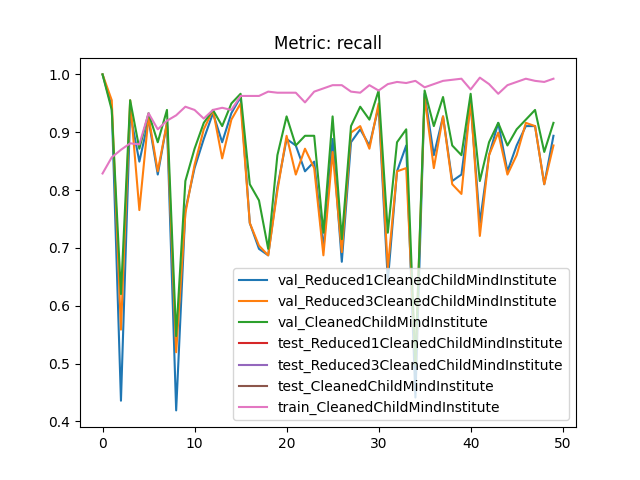 Metric: recall
1.0
0.9
0.8
0.7
0.6
0.5
0.4
val_Reduced1CleanedChildMindInstitute
val_Reduced3CleanedChildMindInstitute
val_CleanedChildMindInstitute
test_Reduced1CleanedChildMindInstitute
test_Reduced3CleanedChildMindInstitute
test_CleanedChildMindInstitute
train_CleanedChildMindInstitute
0 10 20 30 40 50